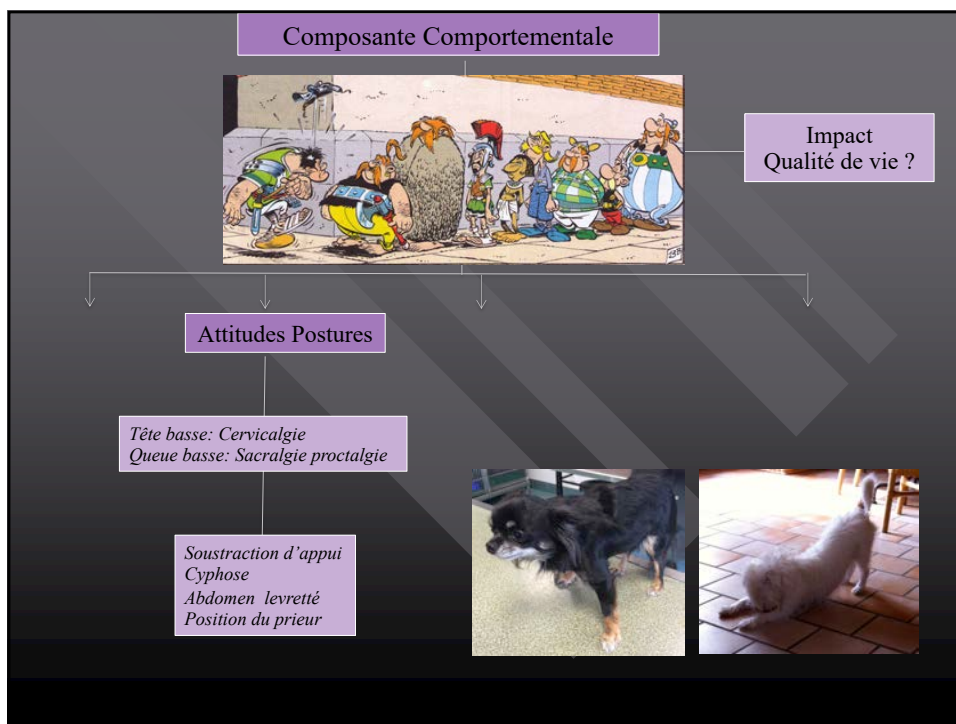 Composante Comportementale
Impact
Qualité de vie ?
Attitudes Postures
Tête basse: Cervicalgie
Queue basse: Sacralgie proctalgie
Soustraction d’appui
Cyphose
Abdomen levretté
Position du prieur